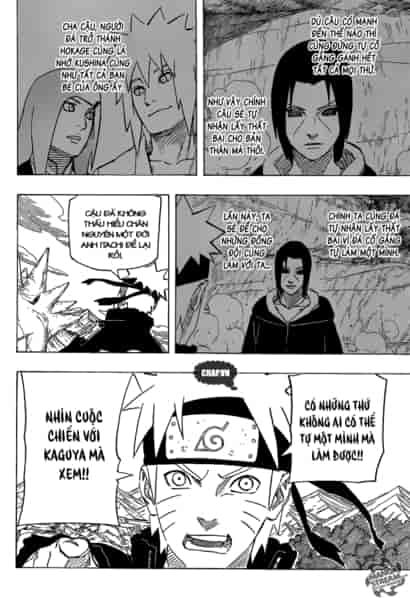 DÙ CẬU CÓ MẠNH
ĐẾN THẾ NÀO THÌ
CŨNG ĐỪNG TỰ CỐ
GẮNG GÁNH HẾT
TẤT CẢ MỌI THỨ.
NHƯ VẬY CHÍNH
CẬU SẼ TỰ
NHẬN LẤY THẤT
BẠI CHO BẢN
THÂN MÀ THÔI.
CHA CẬU, NGƯỜI
ĐÃ TRỞ THÀNH
HOKAGE CŨNG LÀ
NHỜ KUSHINA CŨNG
NHƯ TẤT CẢ BẠN
BÈ CỦA ÔNG ẤY.
CHÍNH TA CŨNG ĐÃ
TỰ NHẬN LẤY THẤT
BẠI VÌ ĐÃ CỐ GẮNG
TỰ LÀM MỘT MÌNH.
LẦN NÀY, TA
SẼ ĐỂ CHO
NHỮNG ĐỒNG
ĐỘI CÙNG
LÀM VỚI TA...
CẬU ĐÃ KHÔNG
THẤU HIỂU CHÂN
NGUYÊN MỘT ĐỜI
ANH ITACHI ĐỂ LẠI
RỒI.
CHAP.VN
CÓ NHỮNG THỨ
KHÔNG AI CÓ THỂ
TỰ MỘT MÌNH MÀ
LÀM ĐƯỢC!!
NHÌN CUỘC
CHIẾN VỚI
KAGUYA MÀ
XEM!!
MANGA
STREAM